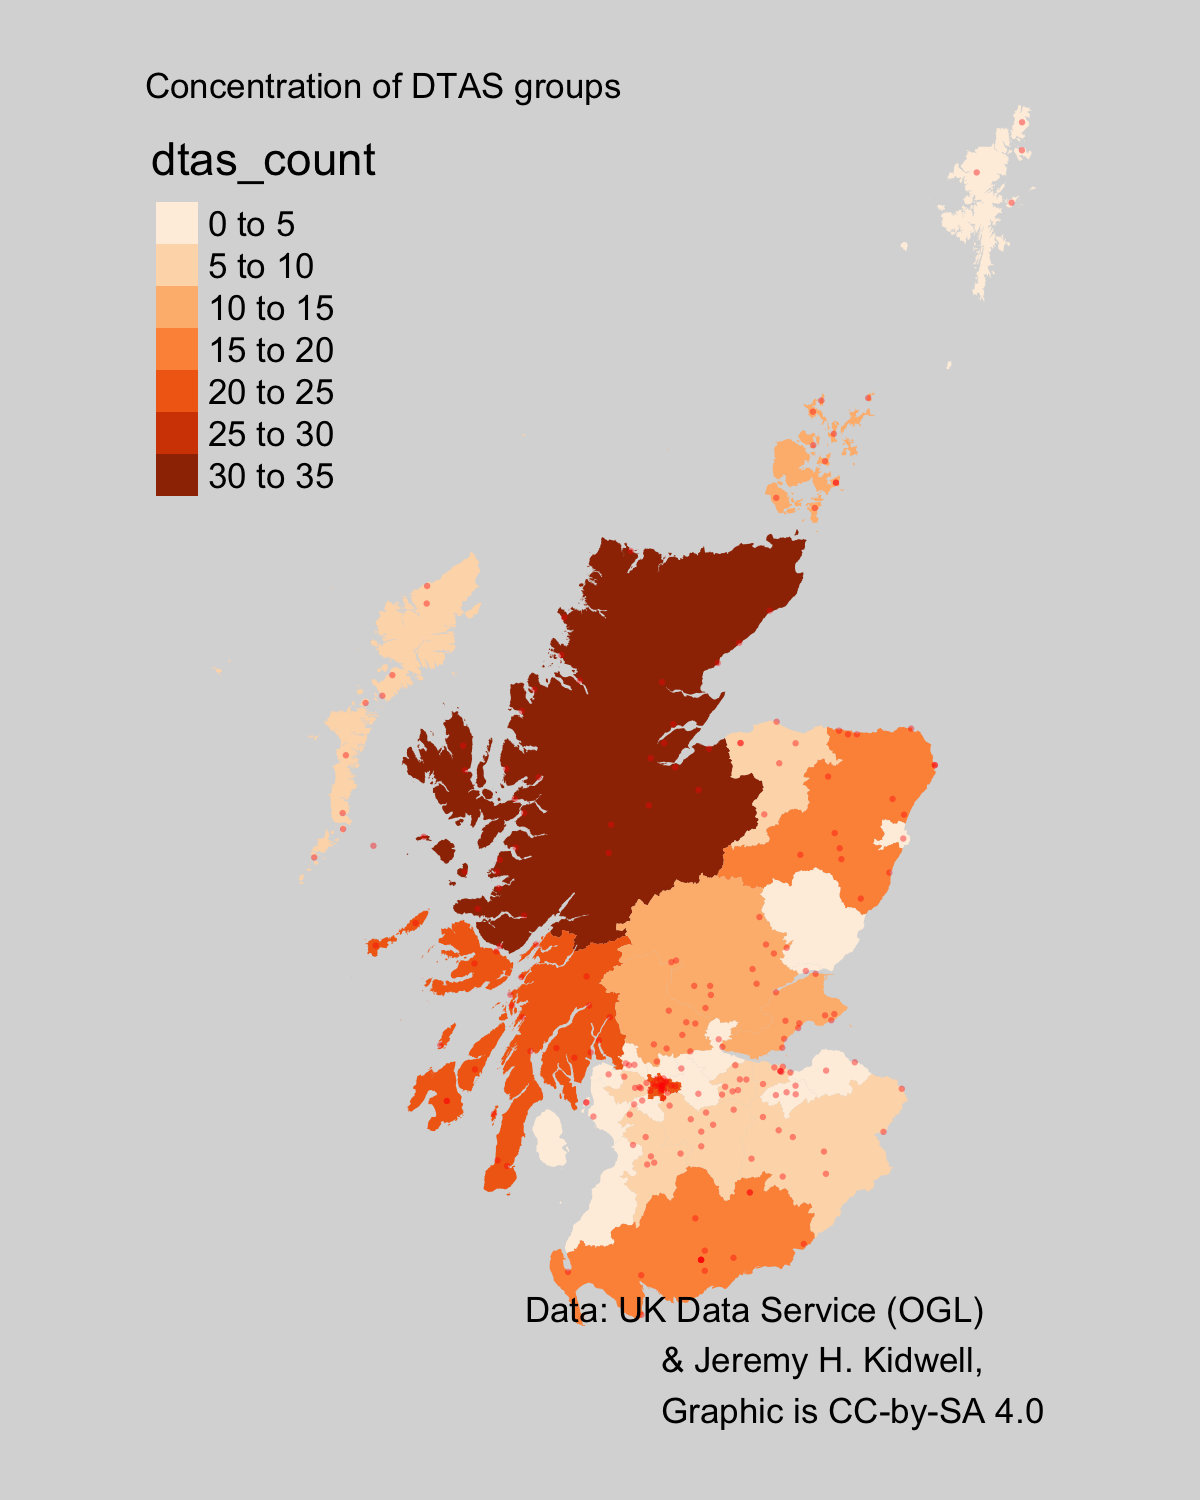 Concentration of DTAS groups
dtas_count
0 to 5
5 to 10
10 to 15
15 to 20
20 to 25
25 to 30
30 to 35
Data: UK Data Service (OGL)
& Jeremy H. Kidwell,
Graphic is CC-by-SA 4.0